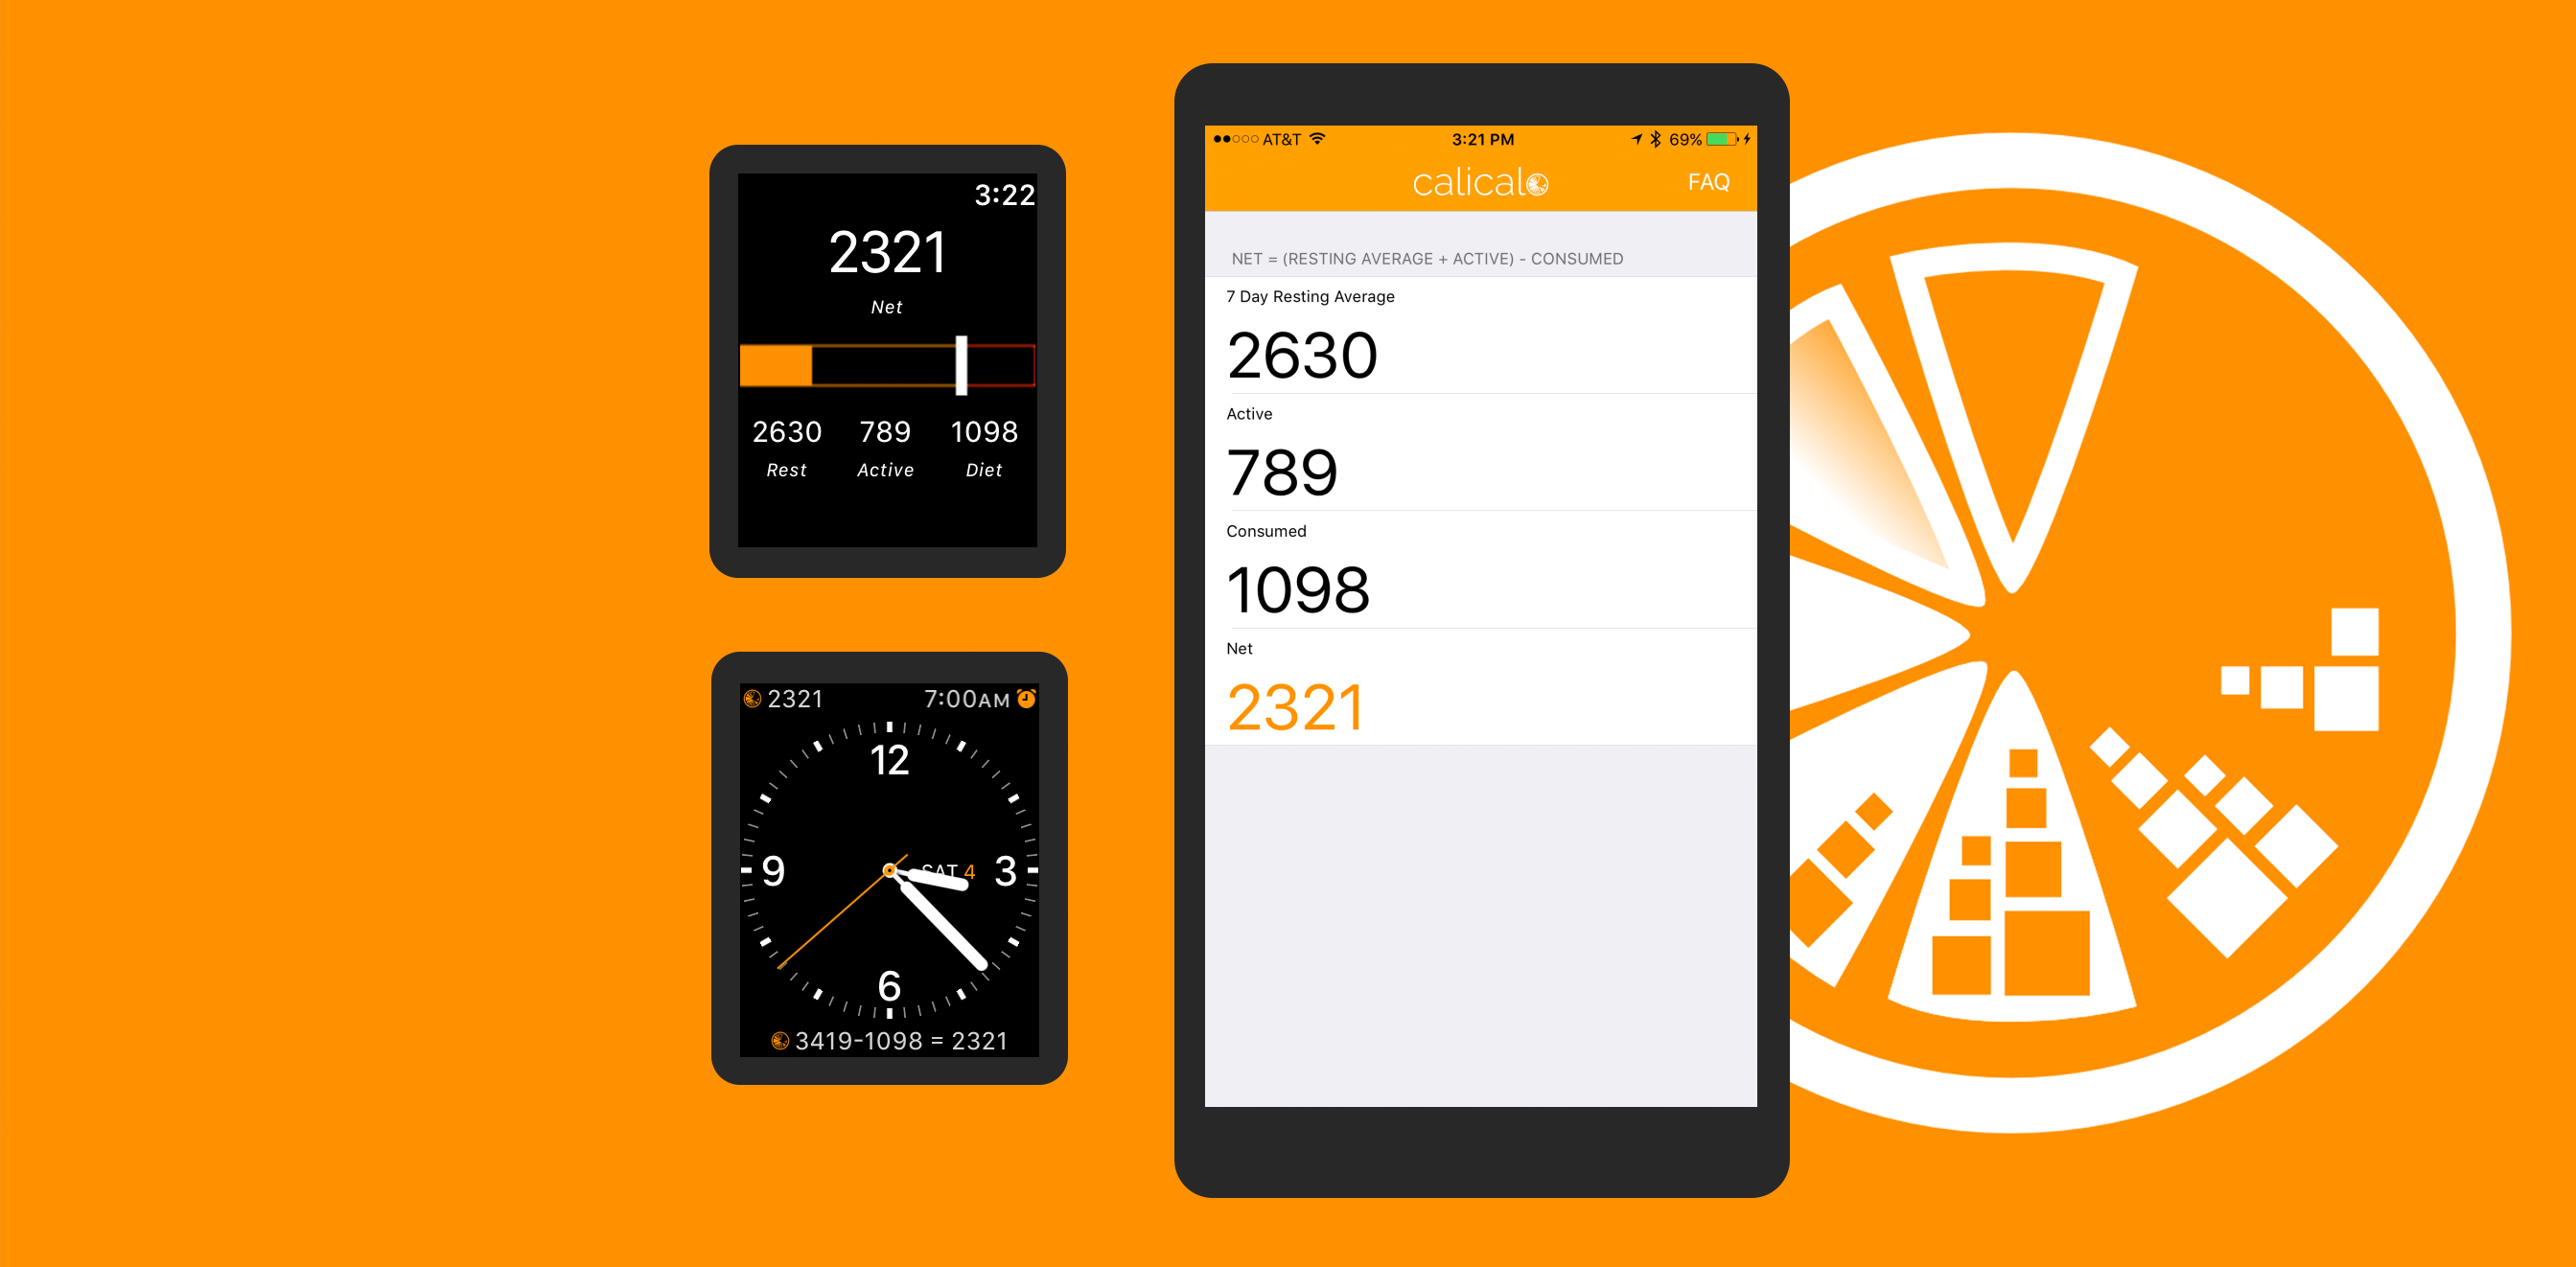 3:22
2321
Net
2630 789 1098
Rest Active Diet
2321 7:00AM
12
9 SAT 4 3
6
3419-1098 = 2321
AT&T 3:21 PM 69%
calicalo FAQ
NET = (RESTING AVERAGE + ACTIVE) - CONSUMED
7 Day Resting Average
2630
Active
789
Consumed
1098
Net
2321